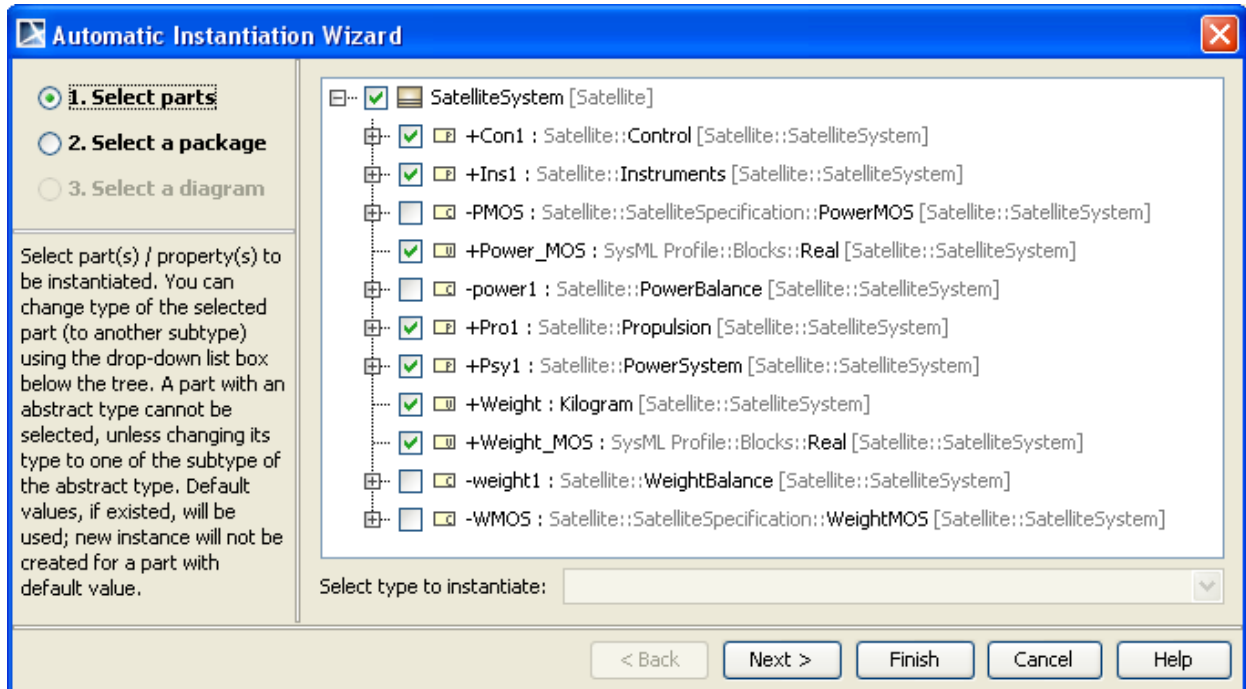 Automatic Instantiation Wizard
1. Select parts
2. Select a package
3. Select a diagram
Select part(s) / property(s) to
be instantiated. You can
change type of the selected
part (to another subtype)
using the drop-down list box
below the tree. A part with an
abstract type cannot be
selected, unless changing its
type to one of the subtype of
the abstract type. Default
values, if existed, will be
used; new instance will not be
created for a part with
default value.
SatelliteSystem [Satellite]
P +Con1 : Satellite::Control [Satellite::SatelliteSystem]
P +Ins1 : Satellite::Instruments [Satellite::SatelliteSystem]
C -PMOS : Satellite::SatelliteSpecification::PowerMOS [Satellite::SatelliteSystem]
U +Power_MOS : SysML Profile::Blocks::Real [Satellite::SatelliteSystem]
C -power1 : Satellite::PowerBalance [Satellite::SatelliteSystem]
P +Pro1 : Satellite::Propulsion [Satellite::SatelliteSystem]
P +Psy1 : Satellite::PowerSystem [Satellite::SatelliteSystem]
U +Weight : Kilogram [Satellite::SatelliteSystem]
U +Weight_MOS : SysML Profile::Blocks::Real [Satellite::SatelliteSystem]
C -weight1 : Satellite::WeightBalance [Satellite::SatelliteSystem]
C -WMOS : Satellite::SatelliteSpecification::WeightMOS [Satellite::SatelliteSystem]
Select type to instantiate:
< Back Next > Finish Cancel Help